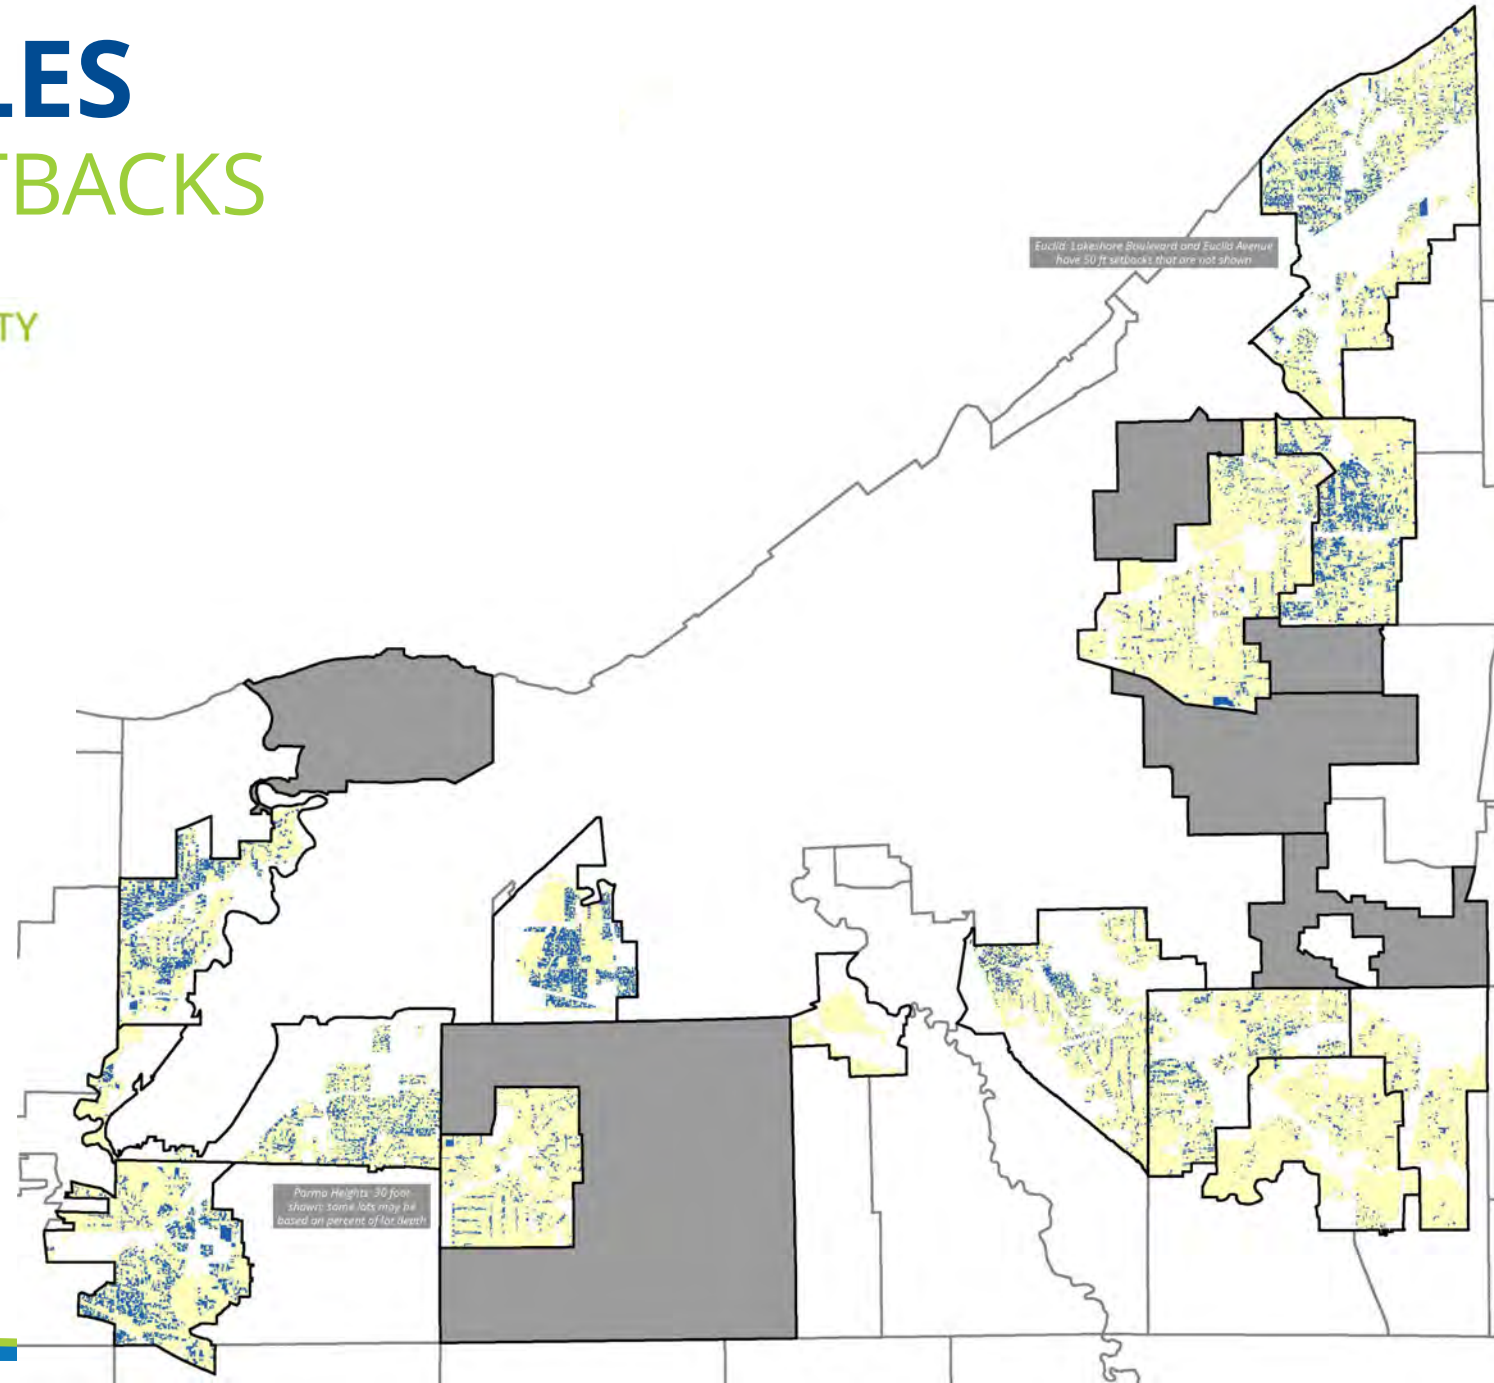 LES
TBACKS
TY
Euclid: Lakeshore Boulevard and Euclid Avenue
have 50 ft setbacks that are not shown
Parma Heights: 30 foot
shown; some lots may be
based on percent of lot depth